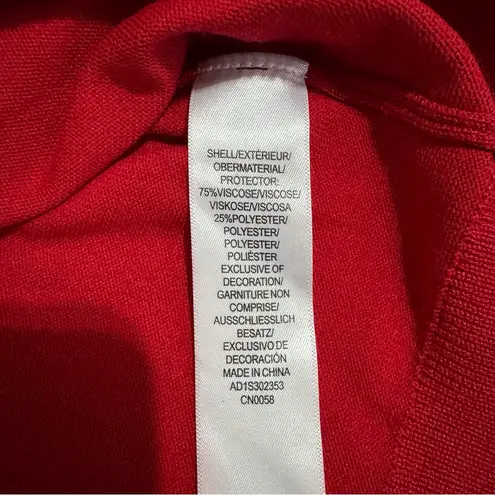 SHELL/EXTÉRIEUR/
OBERMATERIAL/
PROTECTOR:
75%VISCOSE/VISCOSE/
VISKOSE/VISCOSA
25%POLYESTER/
POLYESTER/
POLYESTER/
POLIÉSTER
EXCLUSIVE OF
DECORATION/
GARNITURE NON
COMPRISE/
AUSSCHLIESSLICH
BESATZ/
EXCLUSIVO DE
DECORACIÓN
MADE IN CHINA
AD1S302353
CN0058